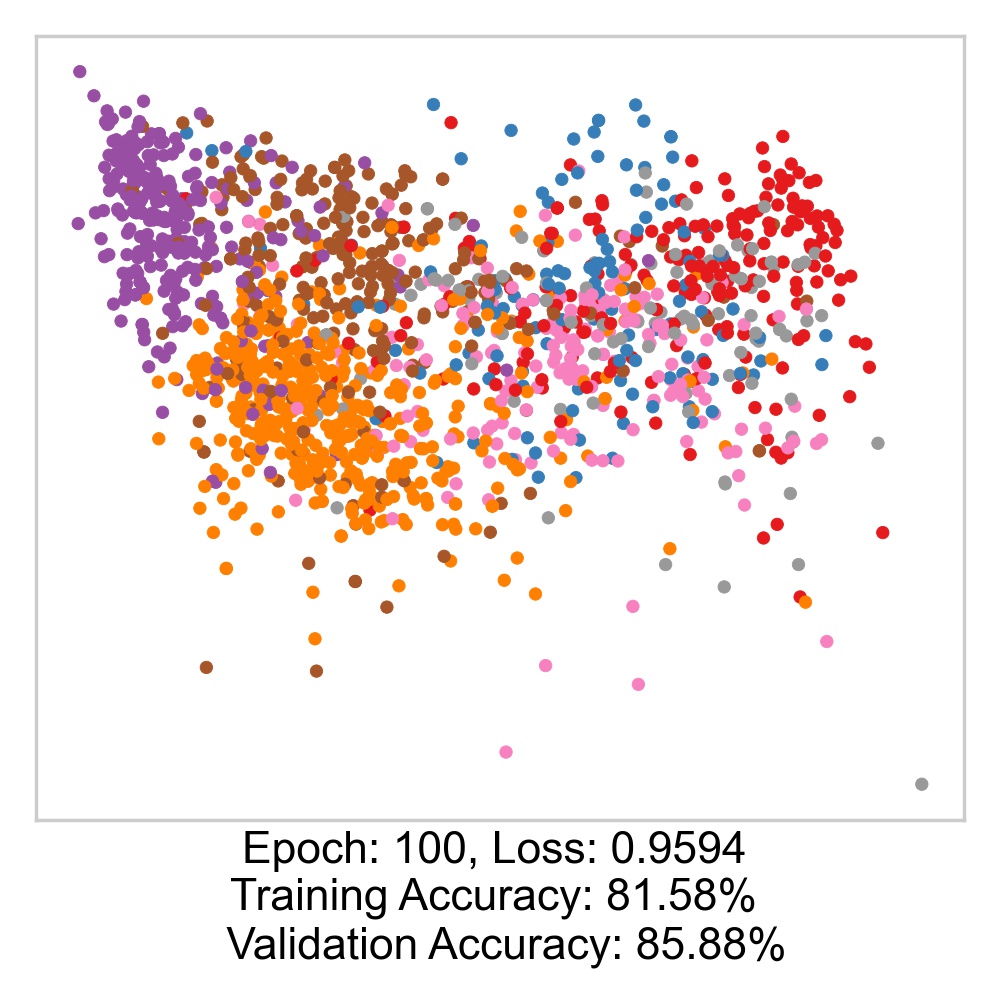 Epoch: 100, Loss: 0.9594
Training Accuracy: 81.58%
Validation Accuracy: 85.88%